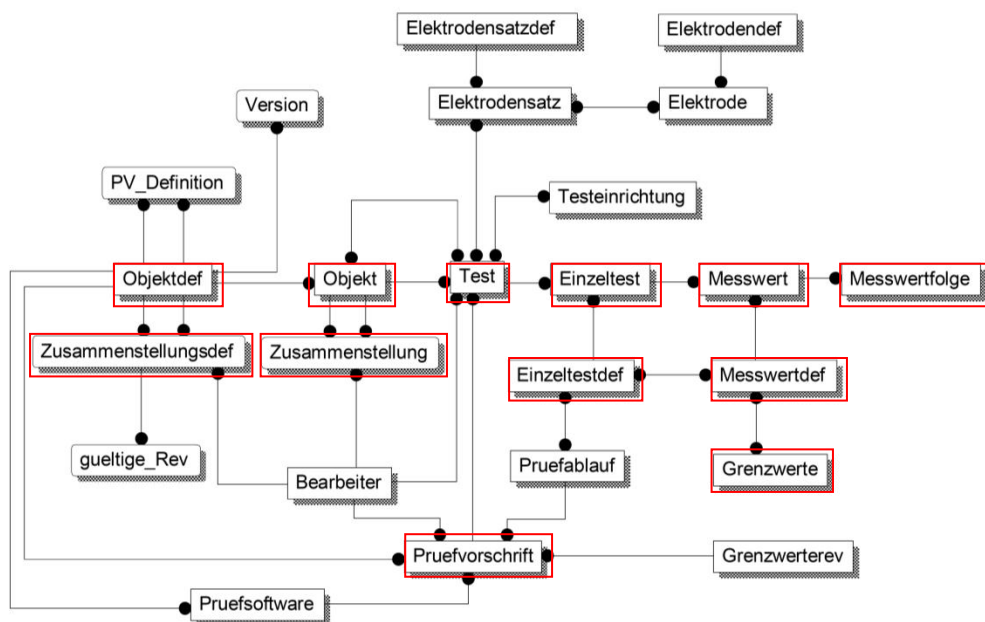 Elektrodensatzdef
Elektrodendef
Version
Elektrodensatz
Elektrode
PV_Definition
Testeinrichtung
Objektdef
Objekt
Test
Einzeltest
Messwert
Messwertfolge
Zusammenstellungsdef
Zusammenstellung
Einzeltestdef
Messwertdef
gueltige_Rev
Bearbeiter
Pruefablauf
Grenzwerte
Pruefvorschrift
Grenzwerterev
Pruefsoftware